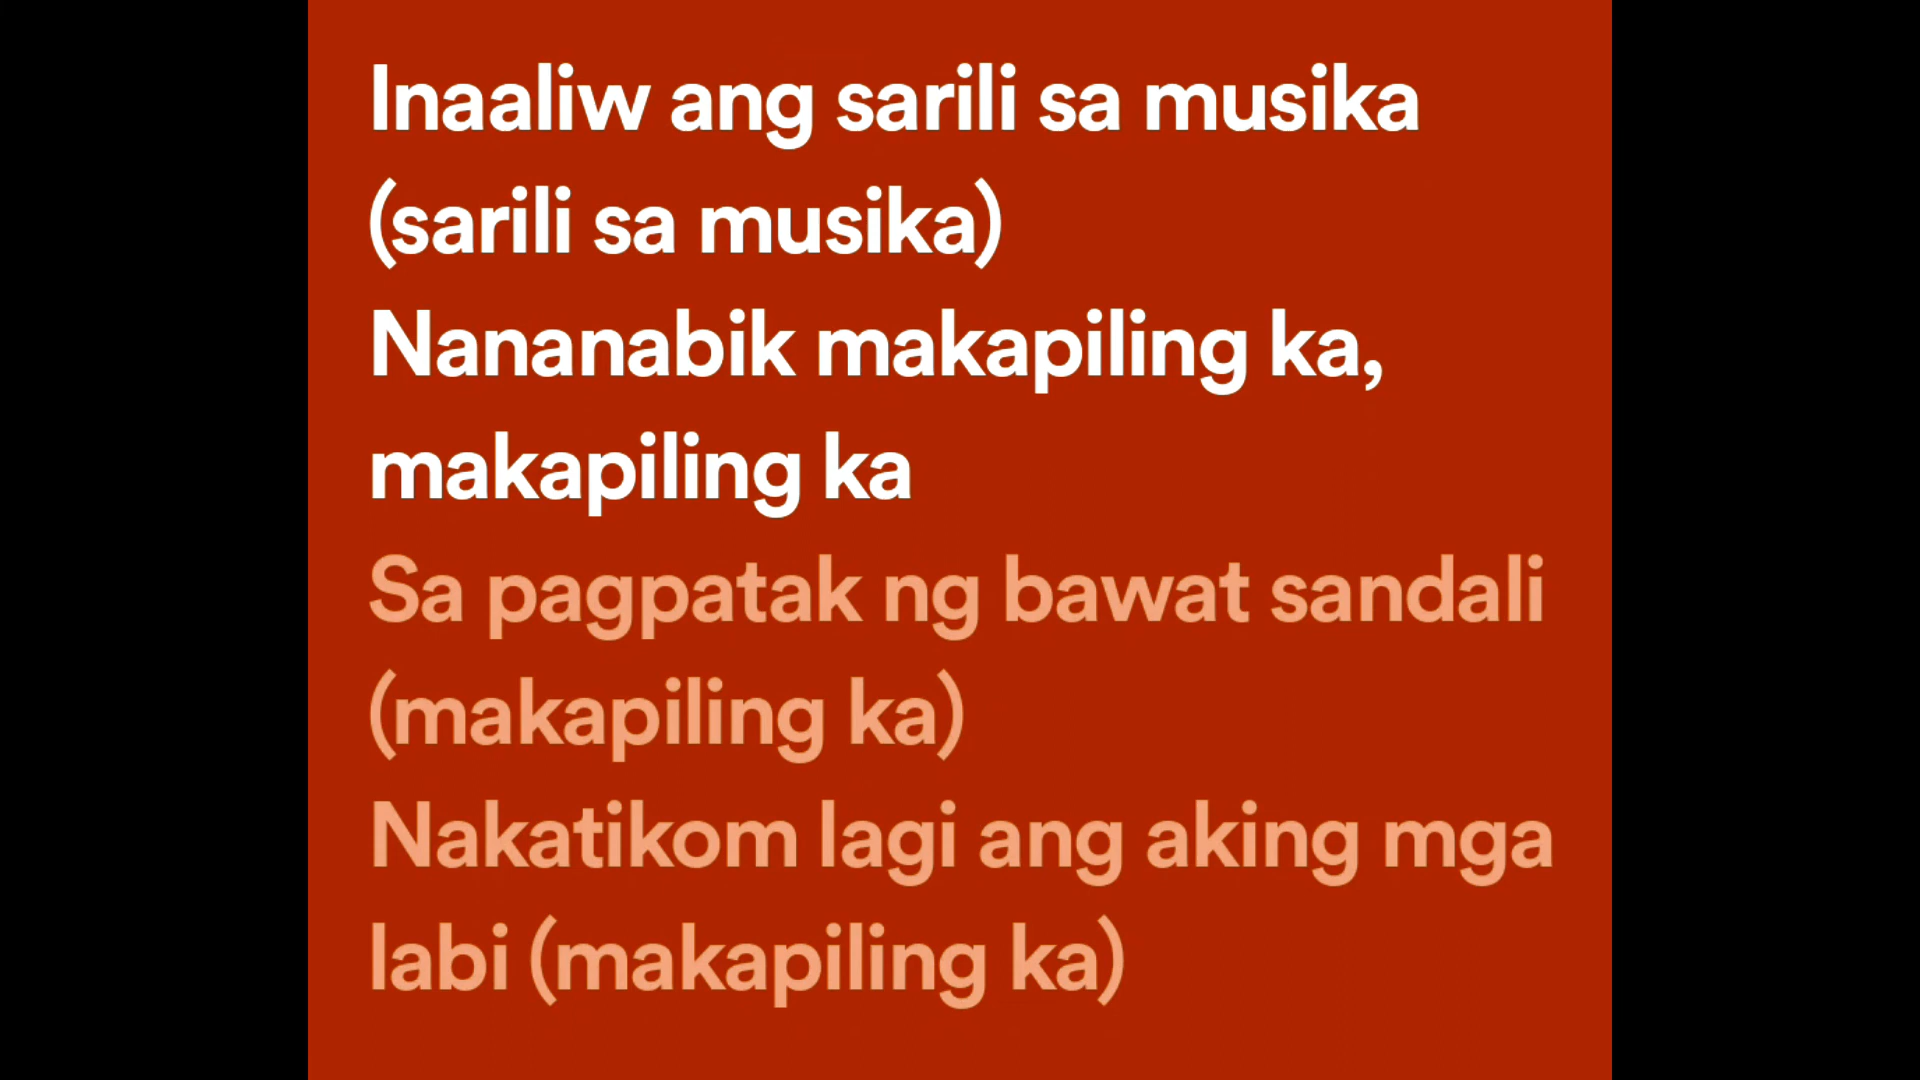 Inaaliw ang sarili sa musika
(sarili sa musika)
Nananabik makapiling ka,
makapiling ka
Sa pagpatak ng bawat sandali
(makapiling ka)
Nakatikom lagi ang aking mga
labi (makapiling ka)